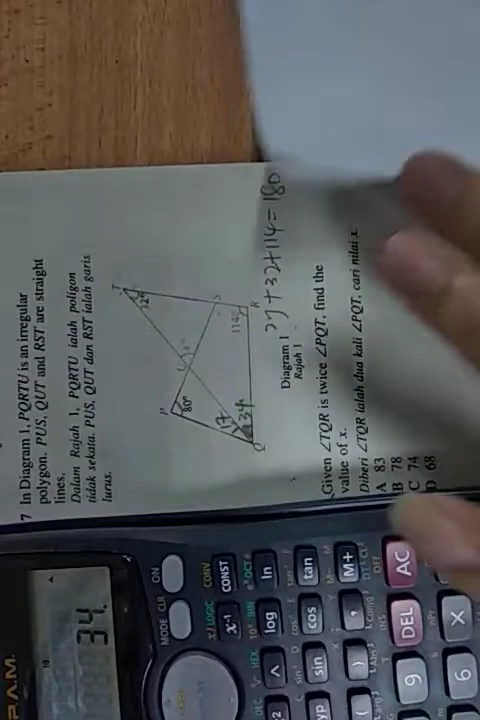 7 In Diagram 1, PQRTU is an irregular
polygon. PUS, QUT and RST are straight
lines.
Dalam Rajah 1, PQRTU ialah poligon
tidak sekata. PUS, QUT dan RST ialah garis
lurus.
T
32°
S
U
x°
P
80°
114°
R
17
34
Q
Diagram 1
Rajah 1
2y + 32 + 114 = 180
Given ∠TQR is twice ∠PQT, find the
value of x.
Diberi ∠TQR ialah dua kali ∠PQT, cari nilai x.
A 83
B 78
C 74
D 68
34.
MODE CLR
ON
x⁻¹
CONST
CONV
log
ln
sin
cos
tan
)
,
M+
9
DEL
AC
6
X